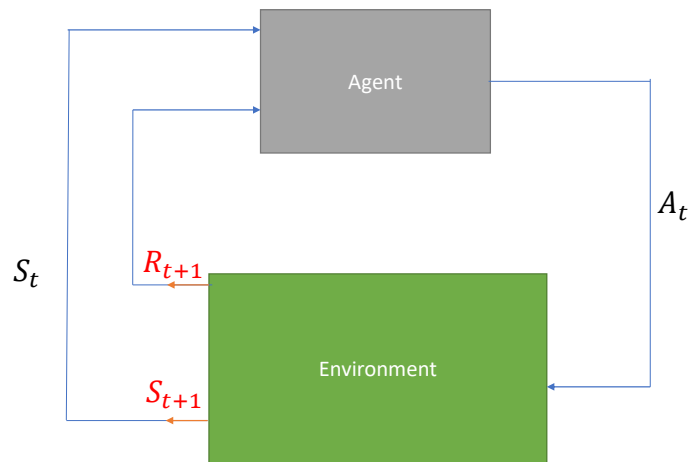 Agent
A_t
R_{t+1}
S_t
Environment
S_{t+1}